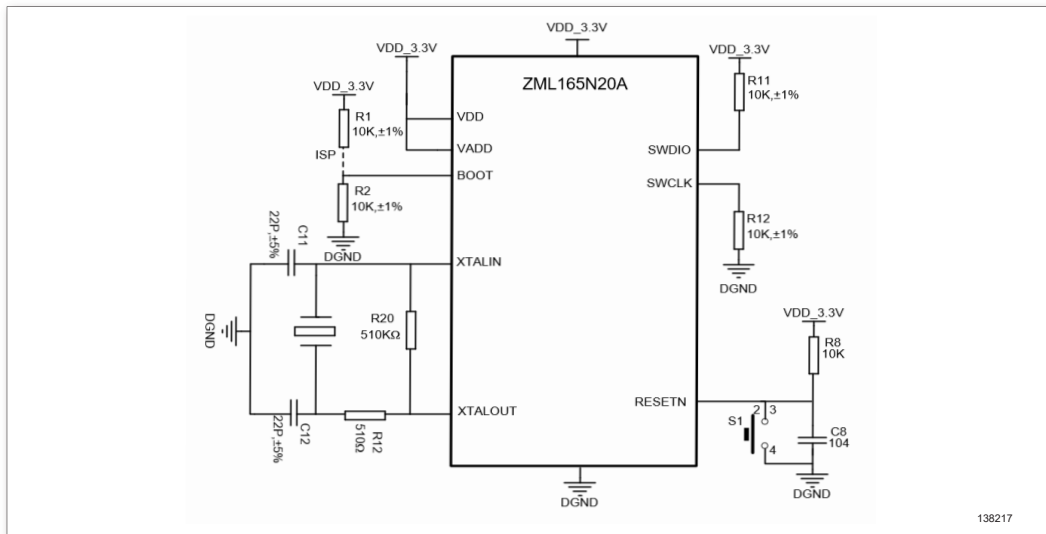 VDD_3.3V
VDD_3.3V
VDD_3.3V
VDD_3.3V
ZML165N20A
R1
10K,±1%
ISP
R2
10K,±1%
DGND
VDD
VADD
BOOT
XTALIN
XTALOUT
C11
22P,±5%
DGND
R20
510KΩ
C12
22P,±5%
R12
510Ω
R11
10K,±1%
SWDIO
SWCLK
R12
10K,±1%
DGND
VDD_3.3V
R8
10K
RESETN
2
3
S1
4
C8
104
DGND
DGND
138217